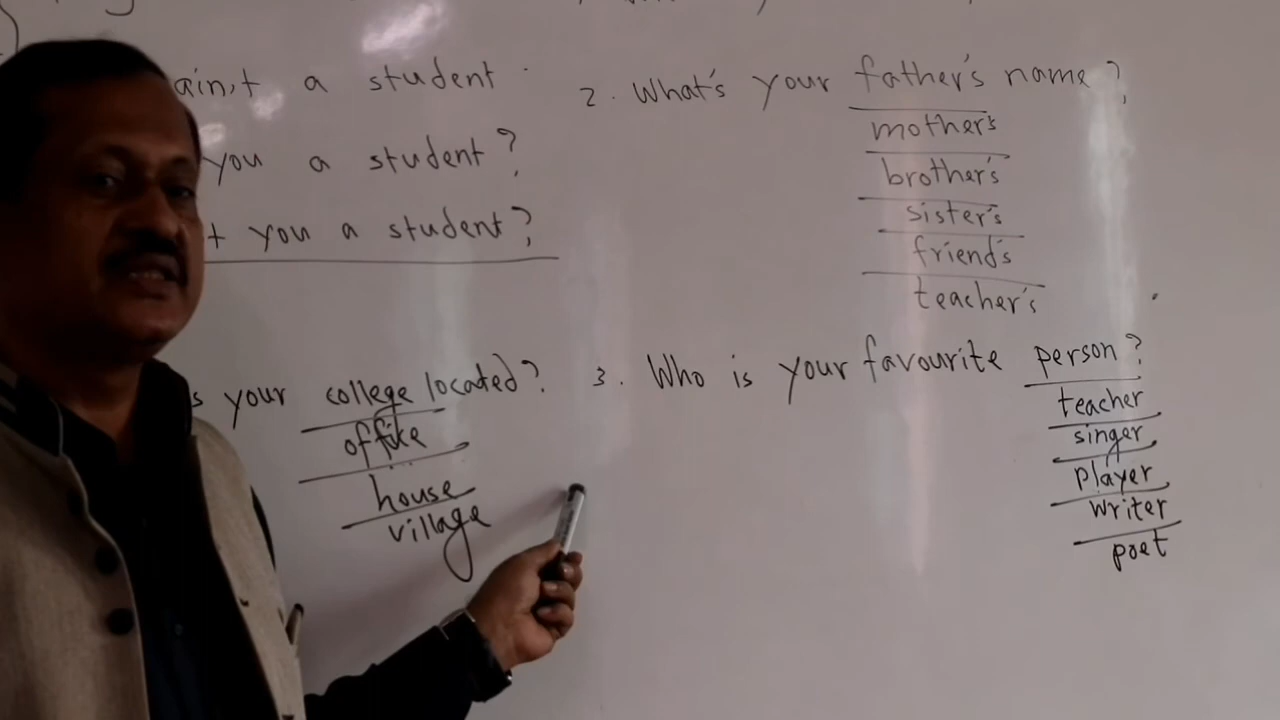 ain't a student.
you a student?
t you a student?
s your college located?
office
house
village
2. What's your father's name?
mother's
brother's
sister's
friend's
teacher's
3. Who is your favourite person?
teacher
singer
player
writer
poet